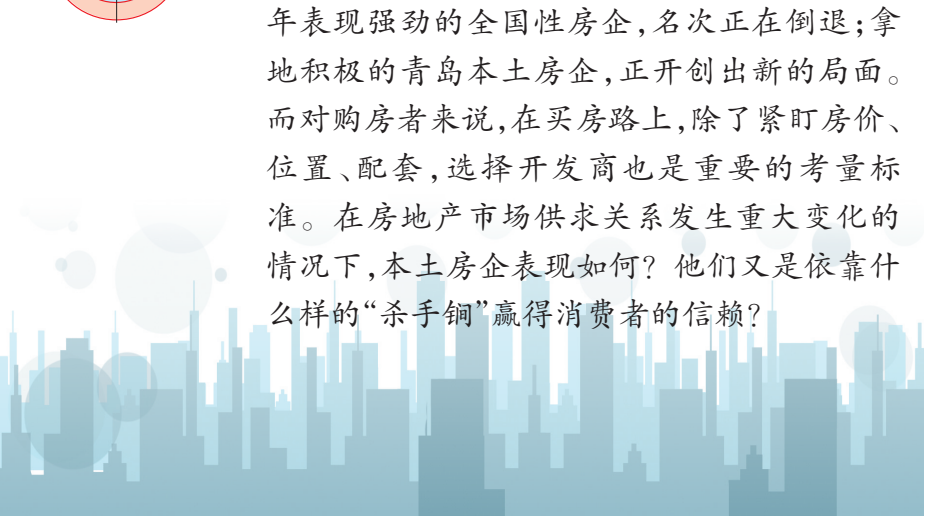 年表现强劲的全国性房企,名次正在倒退;拿
地积极的青岛本土房企,正开创出新的局面。
而对购房者来说,在买房路上,除了紧盯房价、
位置、配套,选择开发商也是重要的考量标
准。在房地产市场供求关系发生重大变化的
情况下,本土房企表现如何?他们又是依靠什
么样的“杀手锏”赢得消费者的信赖?